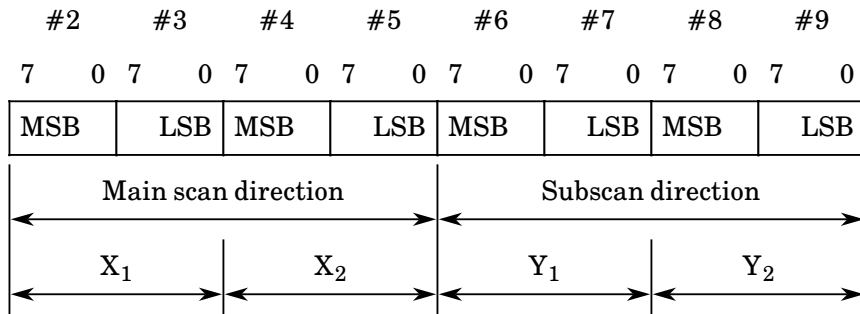 #2 #3 #4 #5 #6 #7 #8 #9
7 0 7 0 7 0 7 0 7 0 7 0 7 0 7 0
MSB LSB MSB LSB MSB LSB MSB LSB
Main scan direction Subscan direction
X₁ X₂ Y₁ Y₂